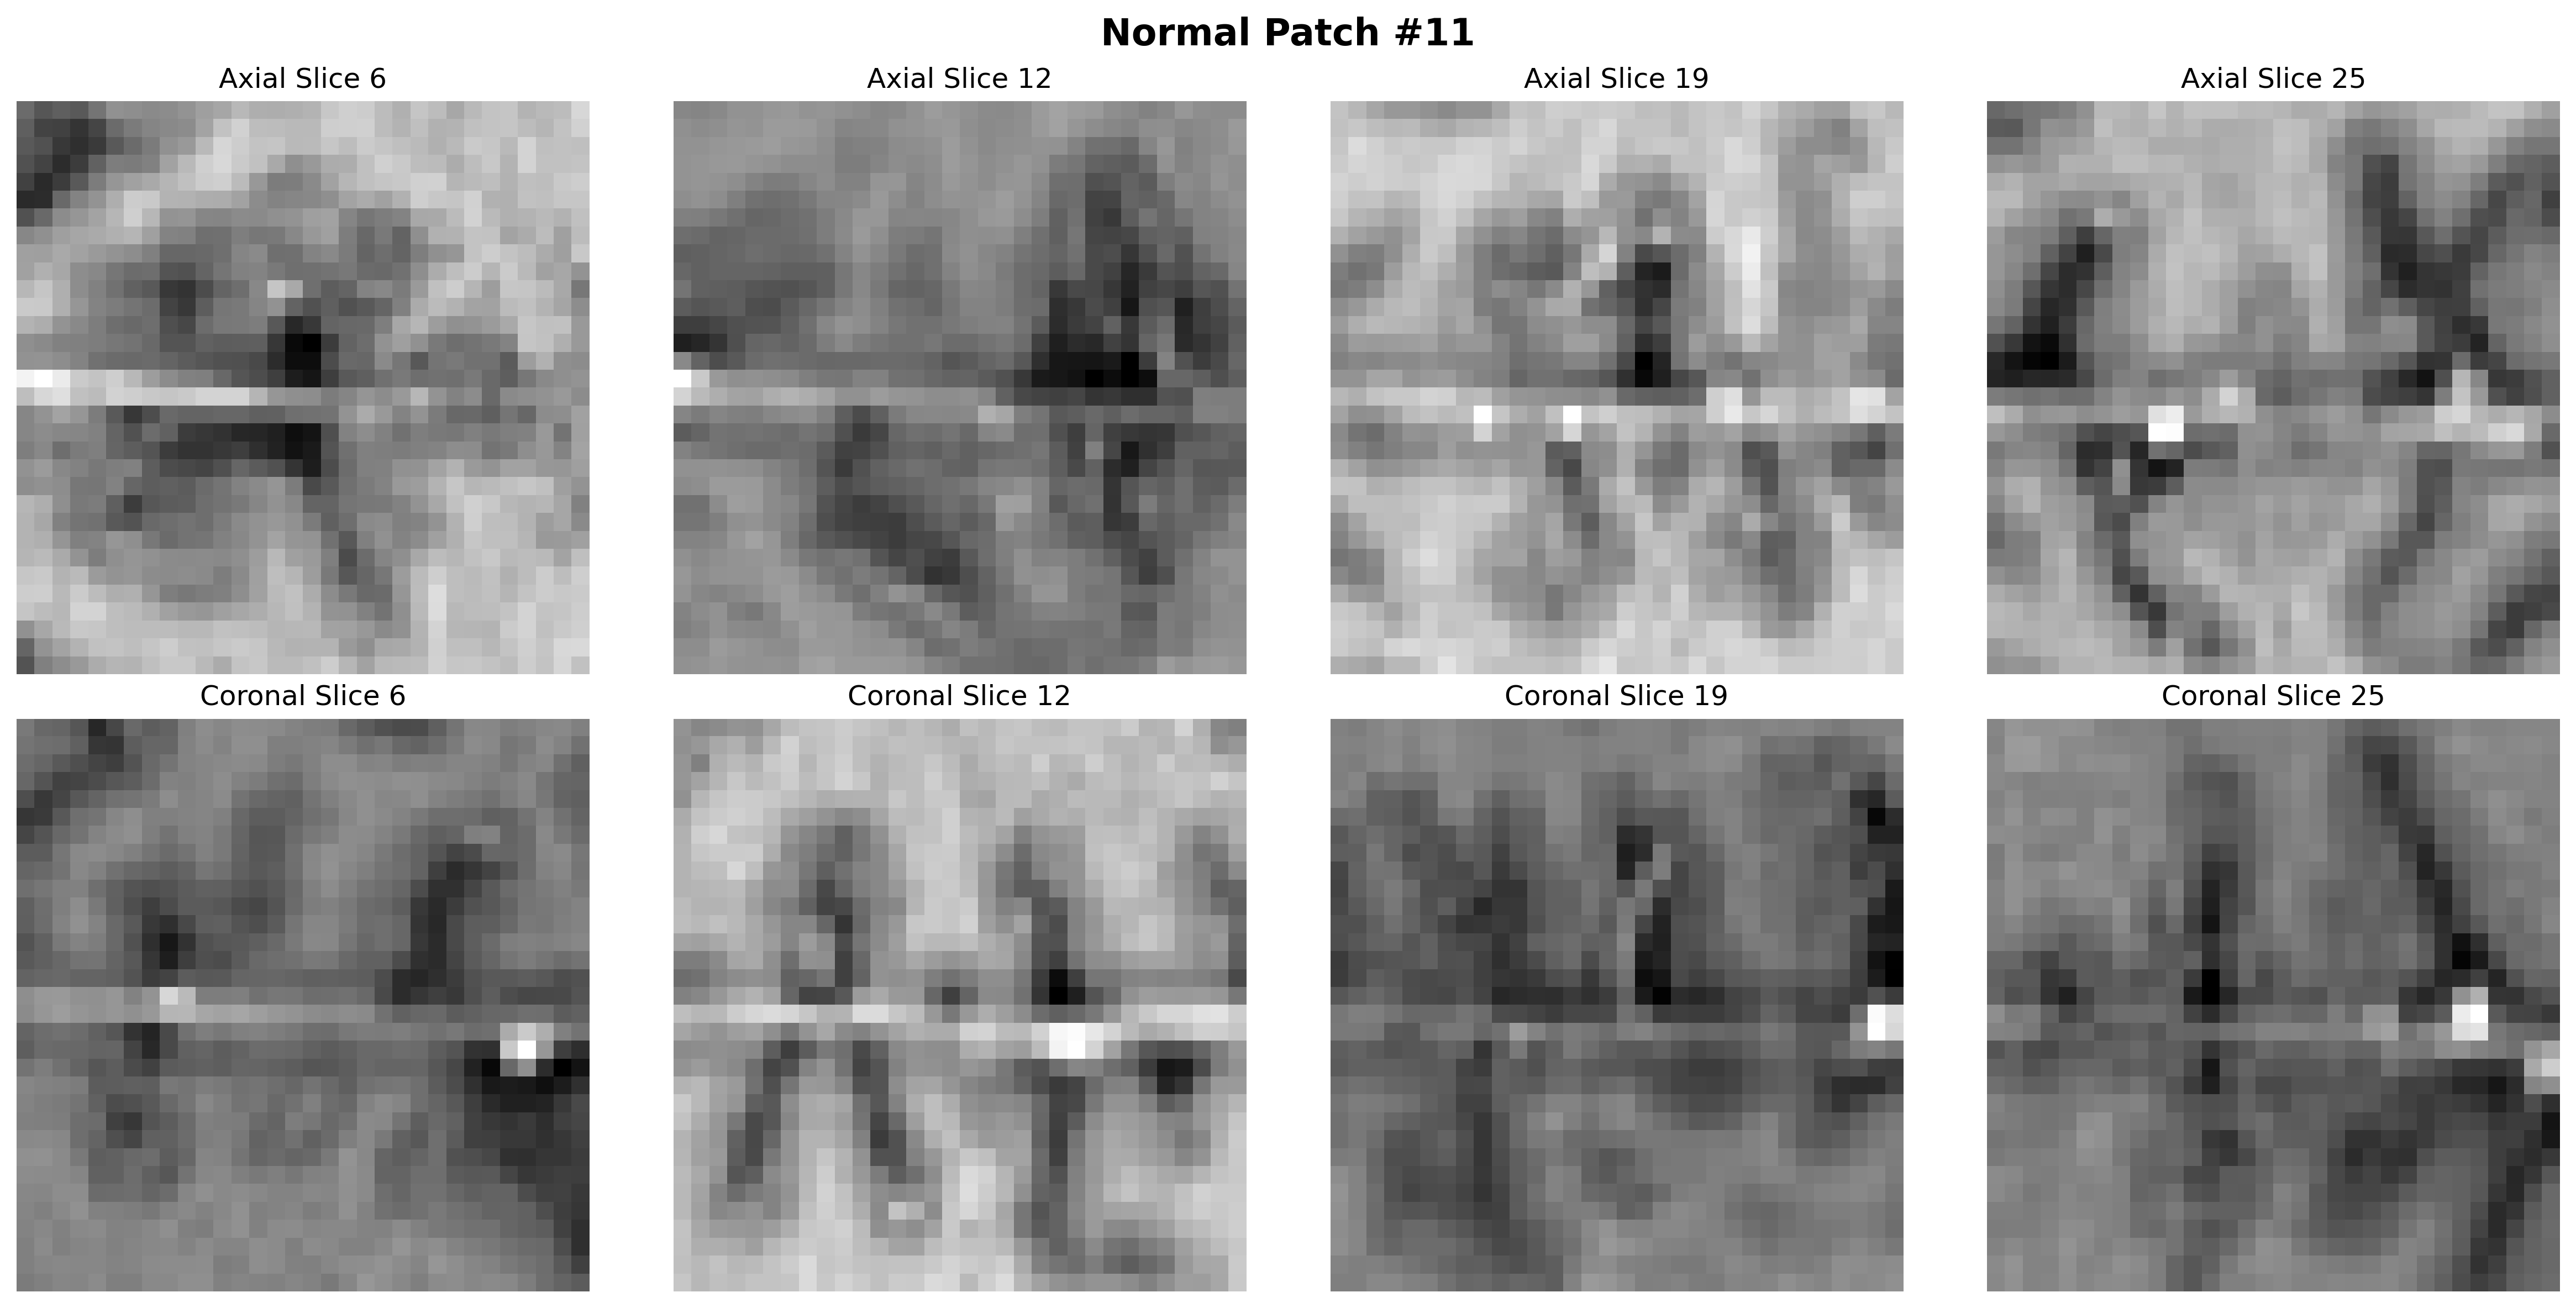 Normal Patch #11
Axial Slice 6
Axial Slice 12
Axial Slice 19
Axial Slice 25
Coronal Slice 6
Coronal Slice 12
Coronal Slice 19
Coronal Slice 25